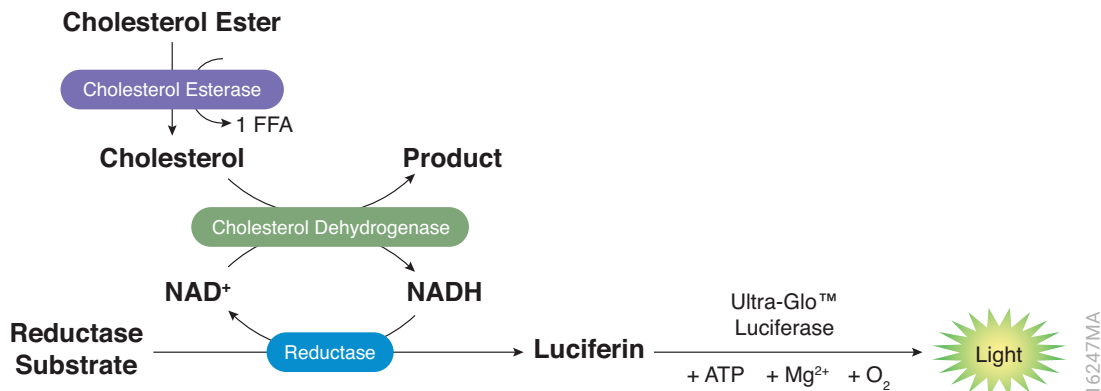 Cholesterol Ester
Cholesterol Esterase
1 FFA
Cholesterol
Product
Cholesterol Dehydrogenase
NAD⁺
NADH
Reductase
Substrate
Reductase
Luciferin
Ultra-Glo™
Luciferase
+ ATP + Mg²⁺ + O₂
Light
16247MA